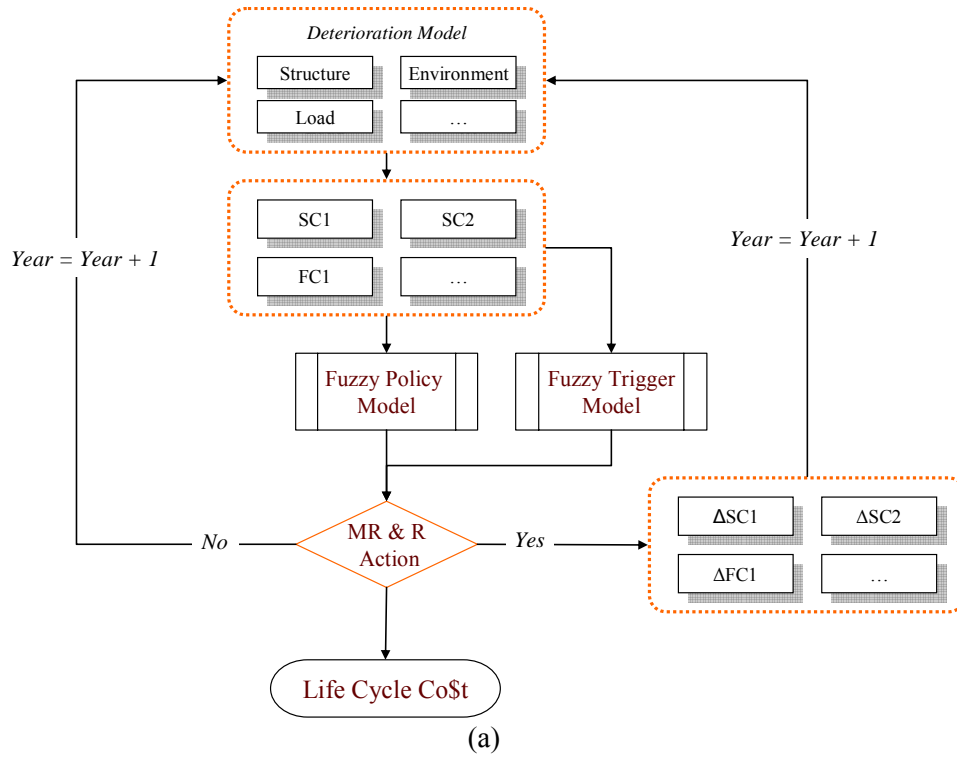 Deterioration Model
Structure
Environment
Load
…
SC1
SC2
FC1
…
Year = Year + 1
Year = Year + 1
Fuzzy Policy
Model
Fuzzy Trigger
Model
MR & R
Action
No
Yes
ΔSC1
ΔSC2
ΔFC1
…
Life Cycle Co$t
(a)